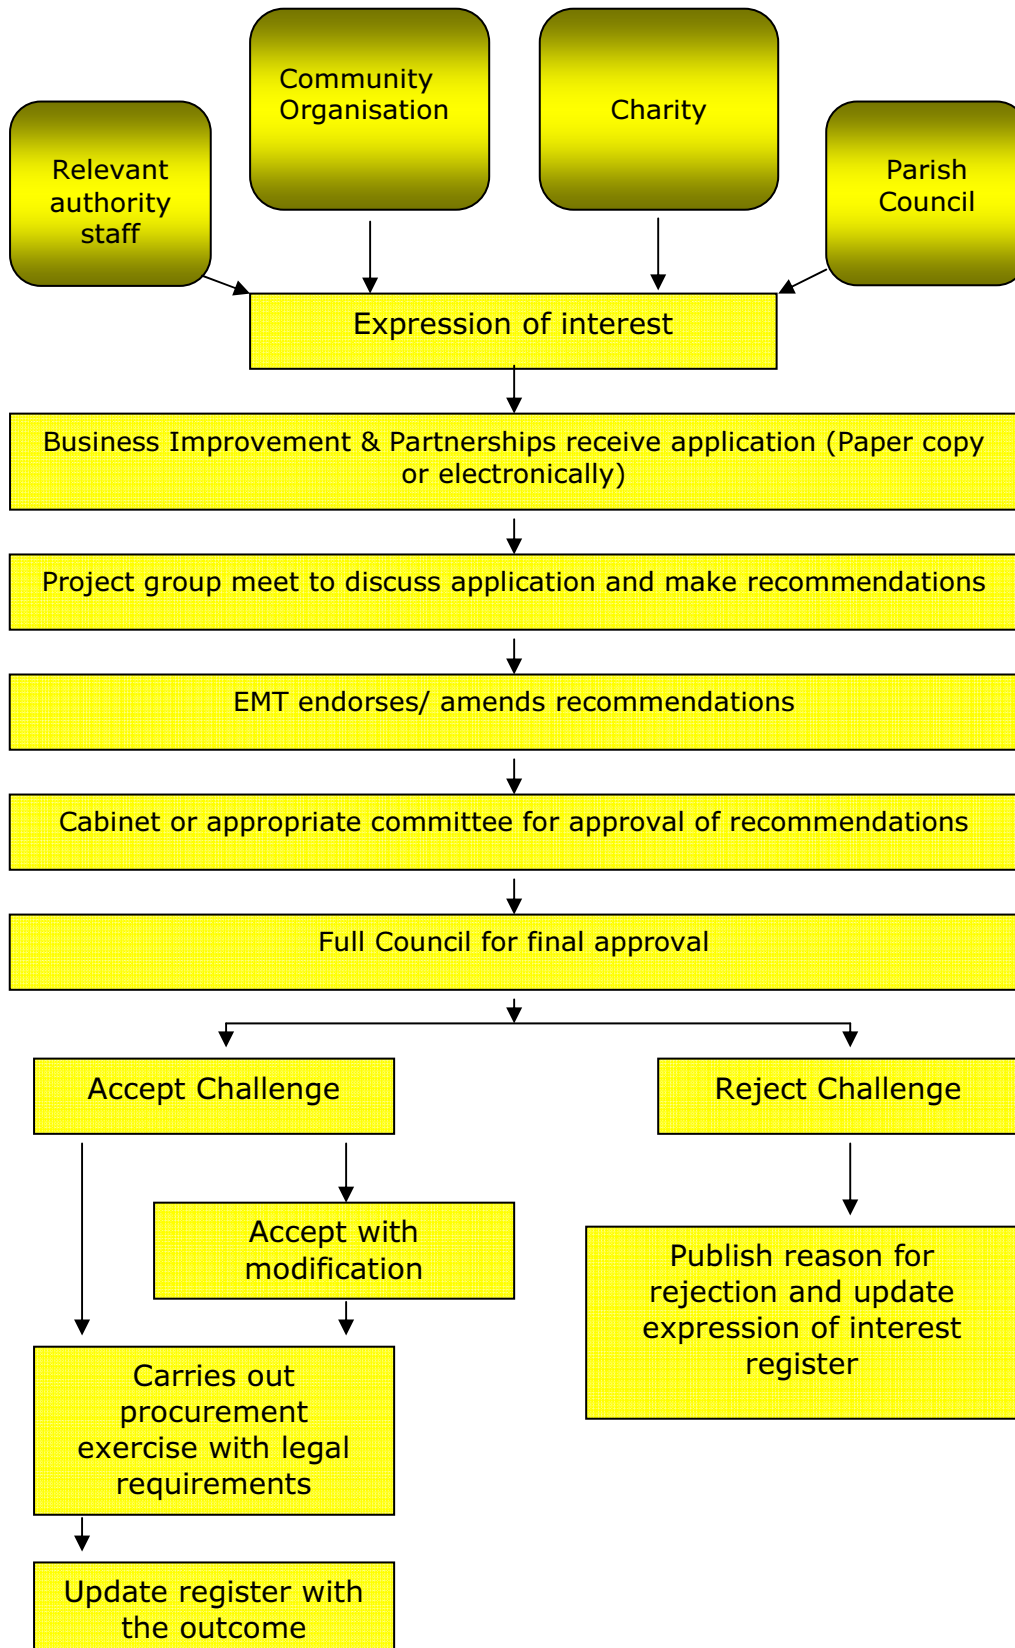 Community
Organisation
Charity
Relevant
authority
staff
Parish
Council
Expression of interest
Business Improvement & Partnerships receive application (Paper copy
or electronically)
Project group meet to discuss application and make recommendations
EMT endorses/ amends recommendations
Cabinet or appropriate committee for approval of recommendations
Full Council for final approval
Accept Challenge
Reject Challenge
Accept with
modification
Publish reason for
rejection and update
expression of interest
register
Carries out
procurement
exercise with legal
requirements
Update register with
the outcome